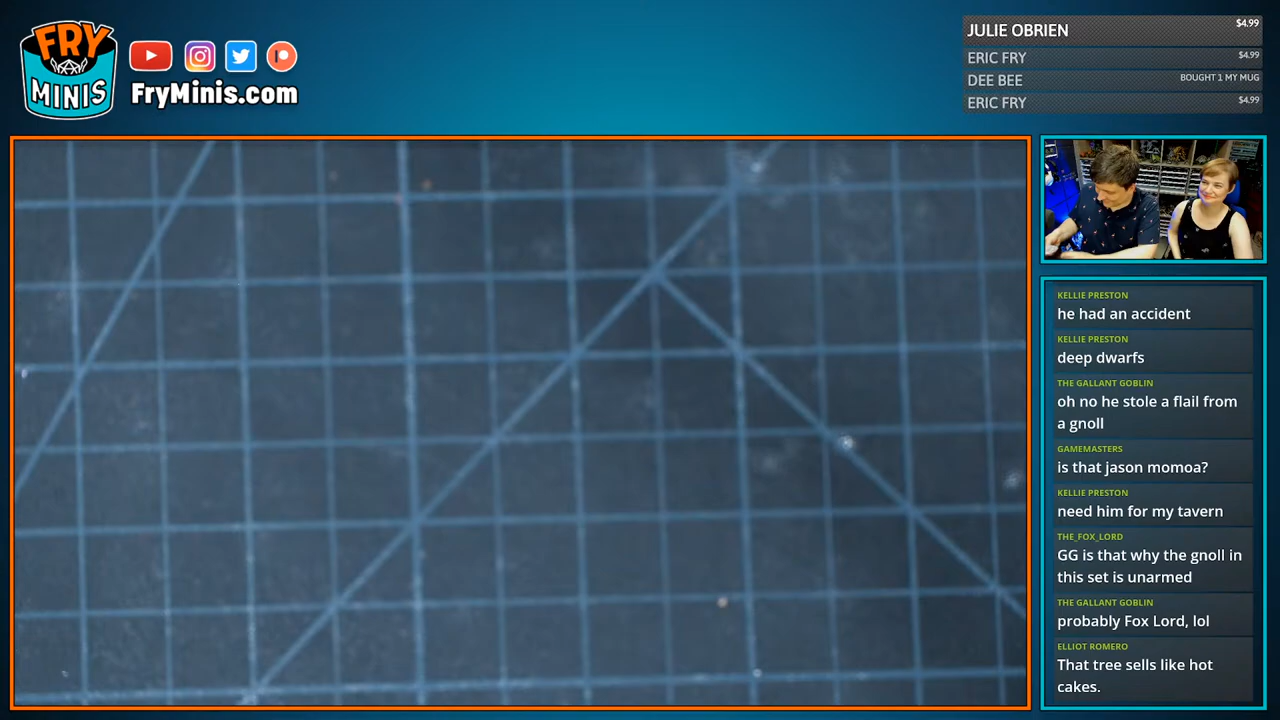 FRY
MINIS
FryMinis.com
JULIE OBRIEN $4.99
ERIC FRY $4.99
DEE BEE BOUGHT 1 MY MUG
ERIC FRY $4.99
KELLIE PRESTON
he had an accident
KELLIE PRESTON
deep dwarfs
THE GALLANT GOBLIN
oh no he stole a flail from
a gnoll
GAMEMASTERS
is that jason momoa?
KELLIE PRESTON
need him for my tavern
THE_FOX_LORD
GG is that why the gnoll in
this set is unarmed
THE GALLANT GOBLIN
probably Fox Lord, lol
ELLIOT ROMERO
That tree sells like hot
cakes.